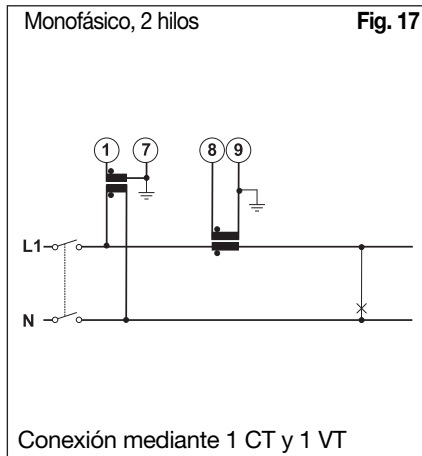 Monofásico, 2 hilos Fig. 17
1 7 8 9
L1
N
Conexión mediante 1 CT y 1 VT